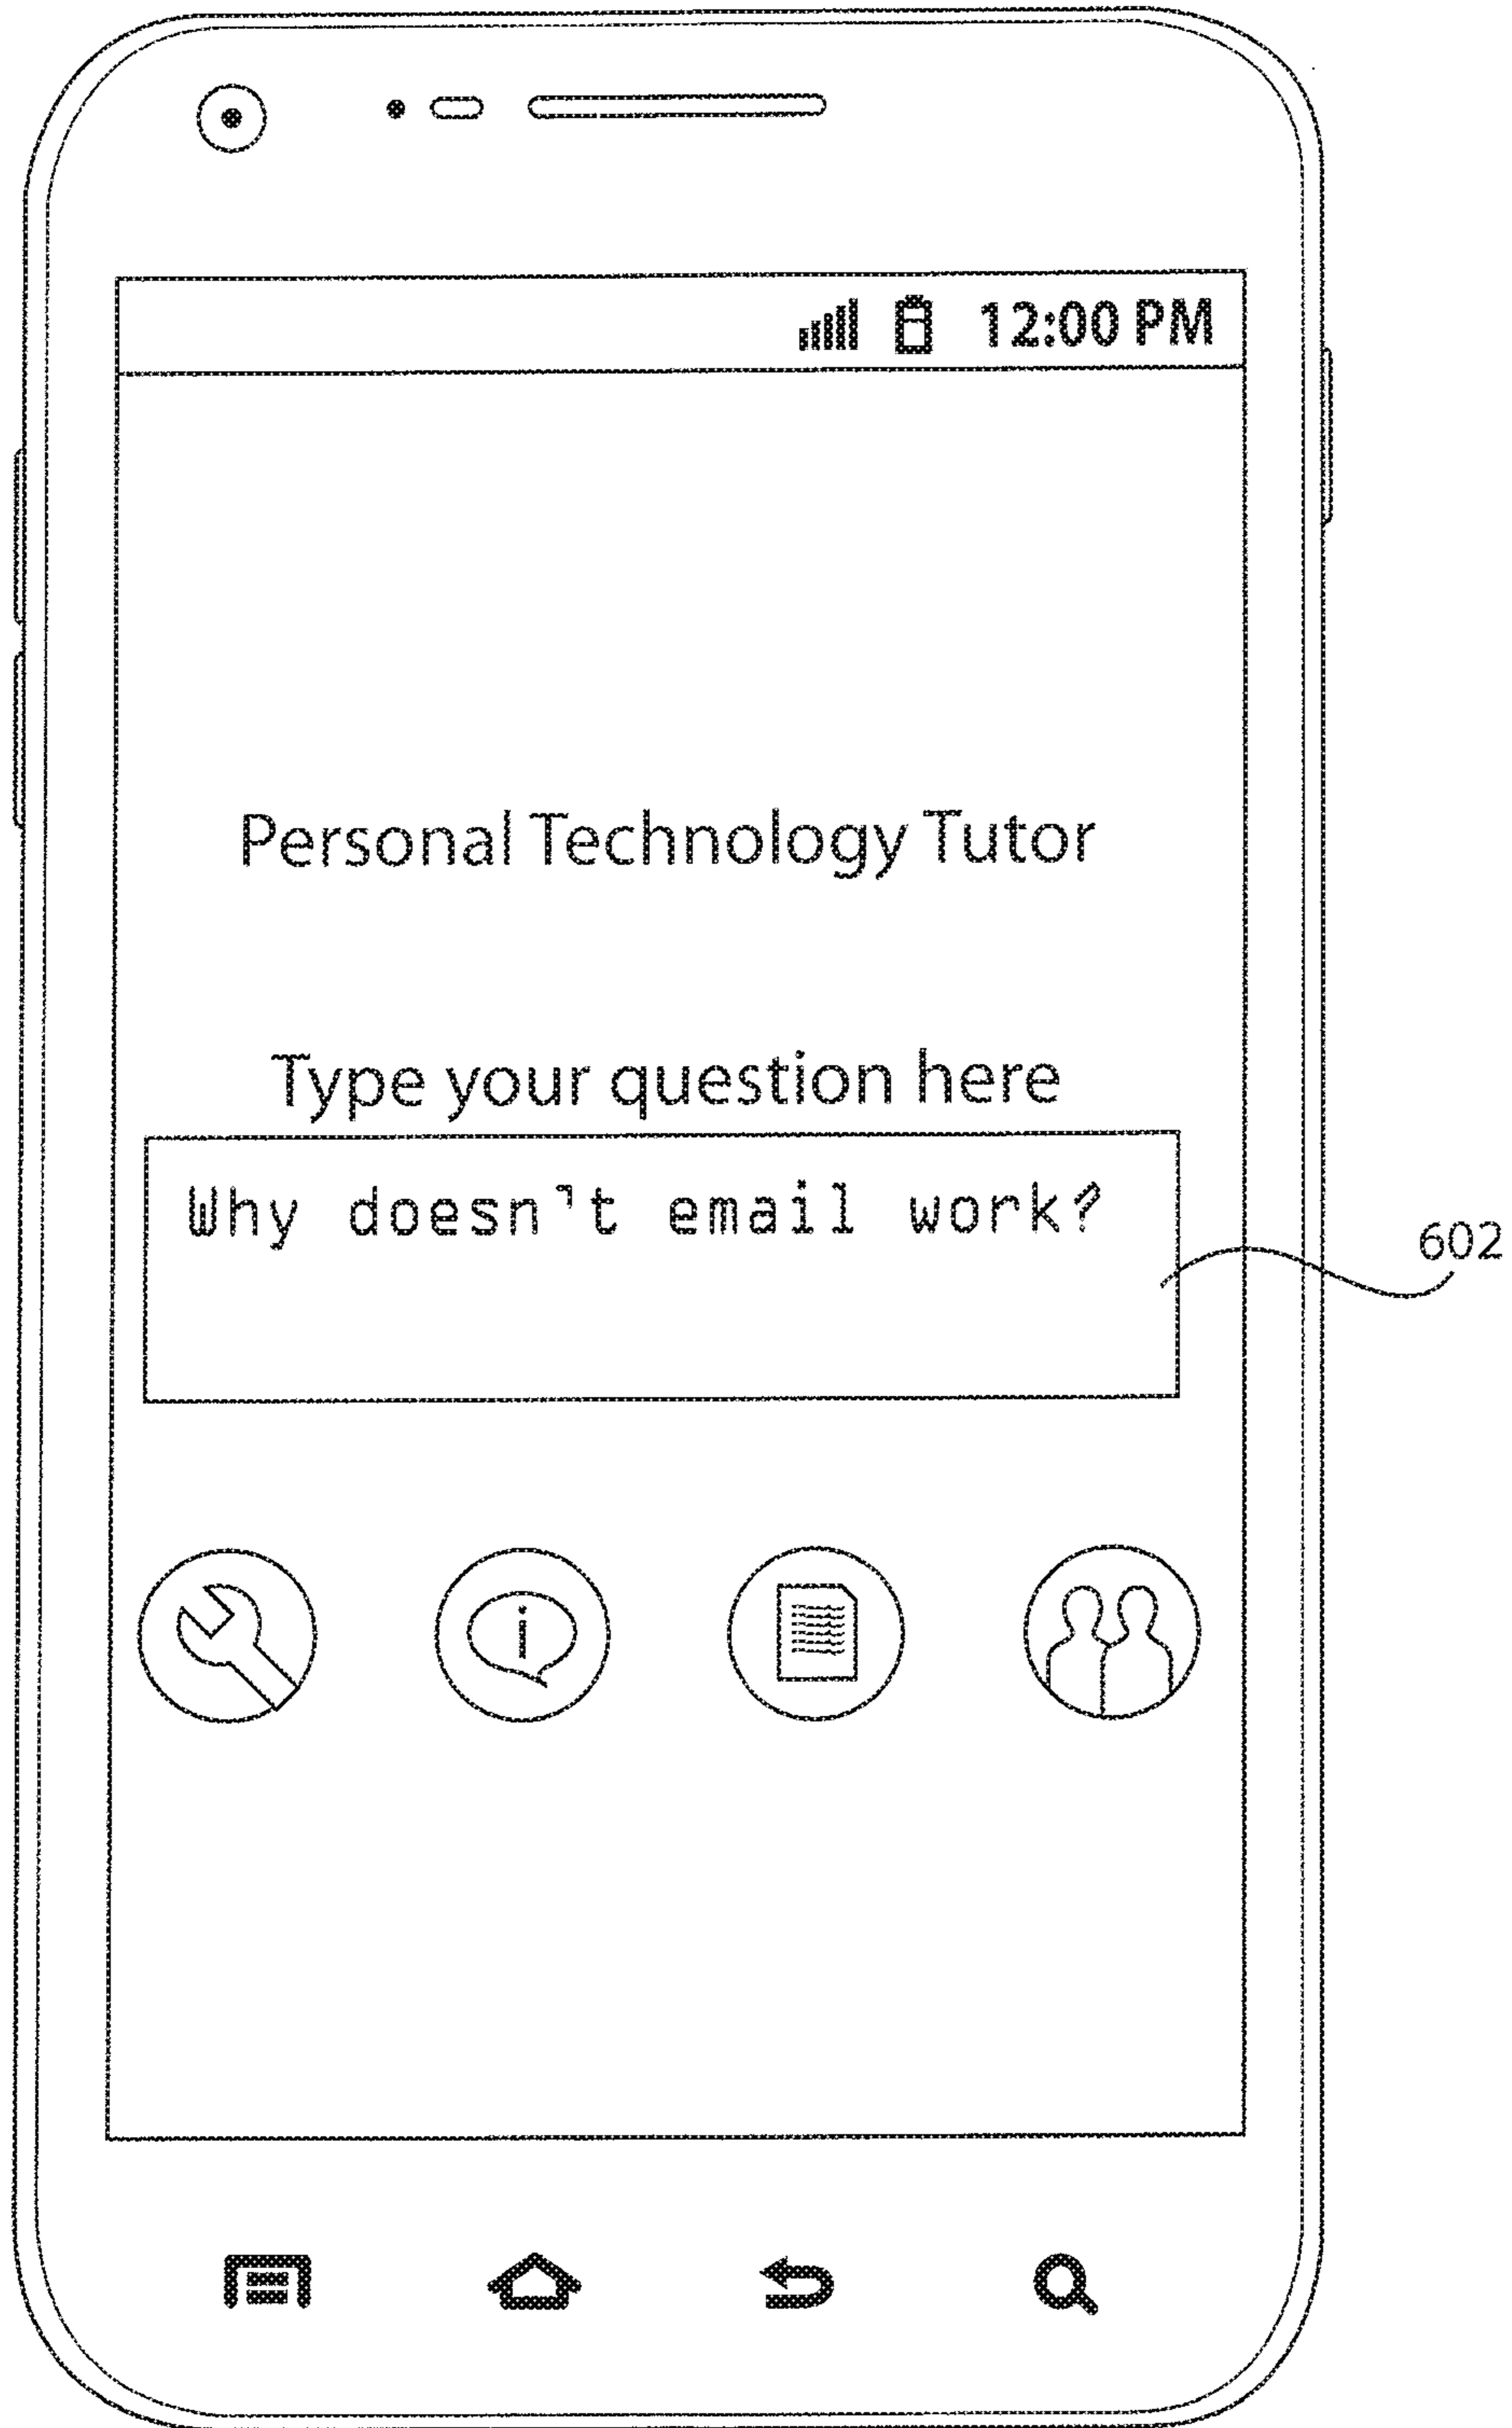 12:00 PM
Personal Technology Tutor
Type your question here
Why doesn't email work?
602
i